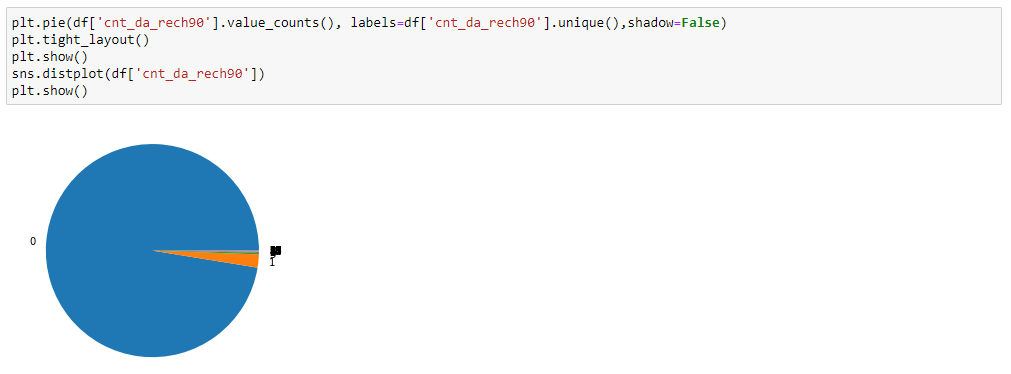 plt.pie(df['cnt_da_rech90'].value_counts(), labels=df['cnt_da_rech90'].unique(),shadow=False)
plt.tight_layout()
plt.show()
sns.distplot(df['cnt_da_rech90'])
plt.show()
0
1